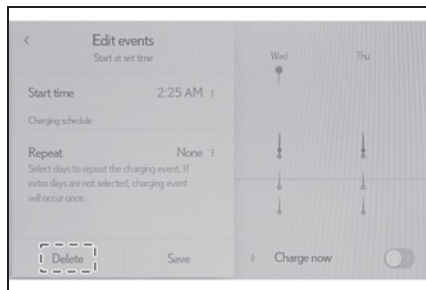 Edit events
Start at set time
Start time 2:25 AM
Charging schedule
Repeat None
Select days to repeat the charging event. If
extra days are not selected, charging event
will occur once.
Delete Save
Wed Thu
Charge now